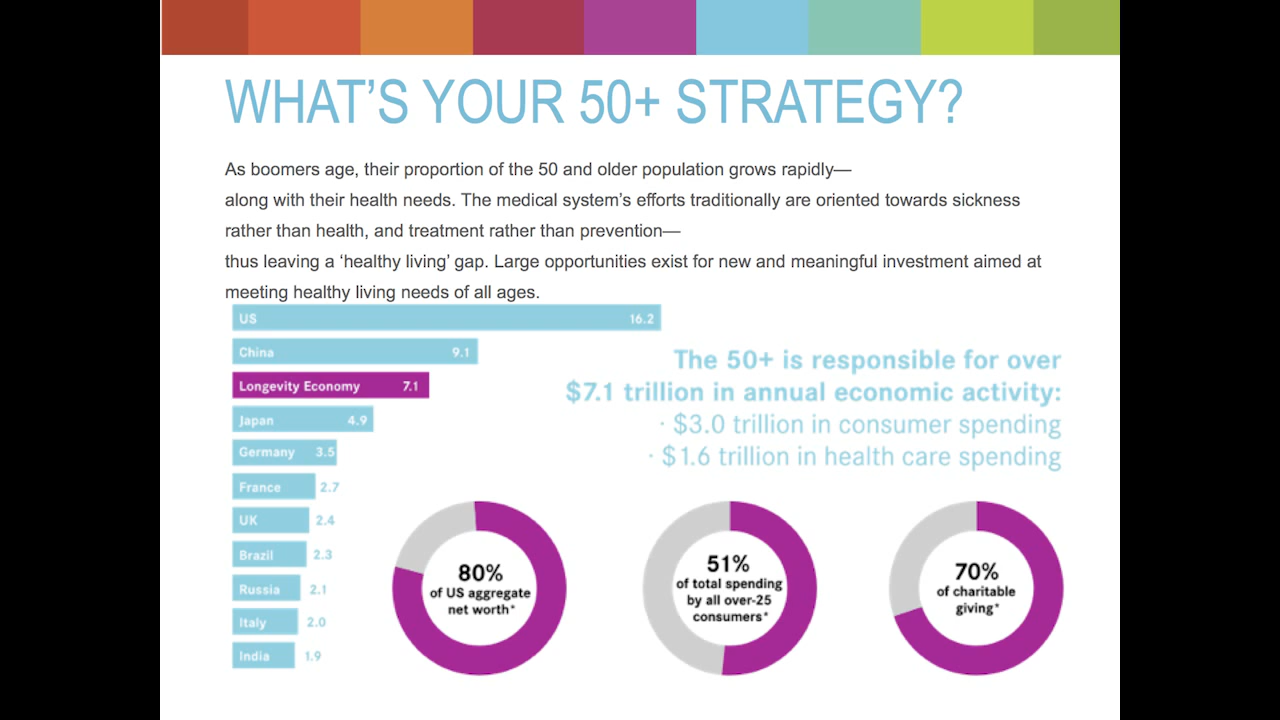 WHAT’S YOUR 50+ STRATEGY?
As boomers age, their proportion of the 50 and older population grows rapidly—
along with their health needs. The medical system’s efforts traditionally are oriented towards sickness
rather than health, and treatment rather than prevention—
thus leaving a ‘healthy living’ gap. Large opportunities exist for new and meaningful investment aimed at
meeting healthy living needs of all ages.
US 16.2
China 9.1
Longevity Economy 7.1
Japan 4.9
Germany 3.5
France 2.7
UK 2.4
Brazil 2.3
Russia 2.1
Italy 2.0
India 1.9
The 50+ is responsible for over
$7.1 trillion in annual economic activity:
· $3.0 trillion in consumer spending
· $1.6 trillion in health care spending
80%
of US aggregate
net worth*
51%
of total spending
by all over-25
consumers*
70%
of charitable
giving*